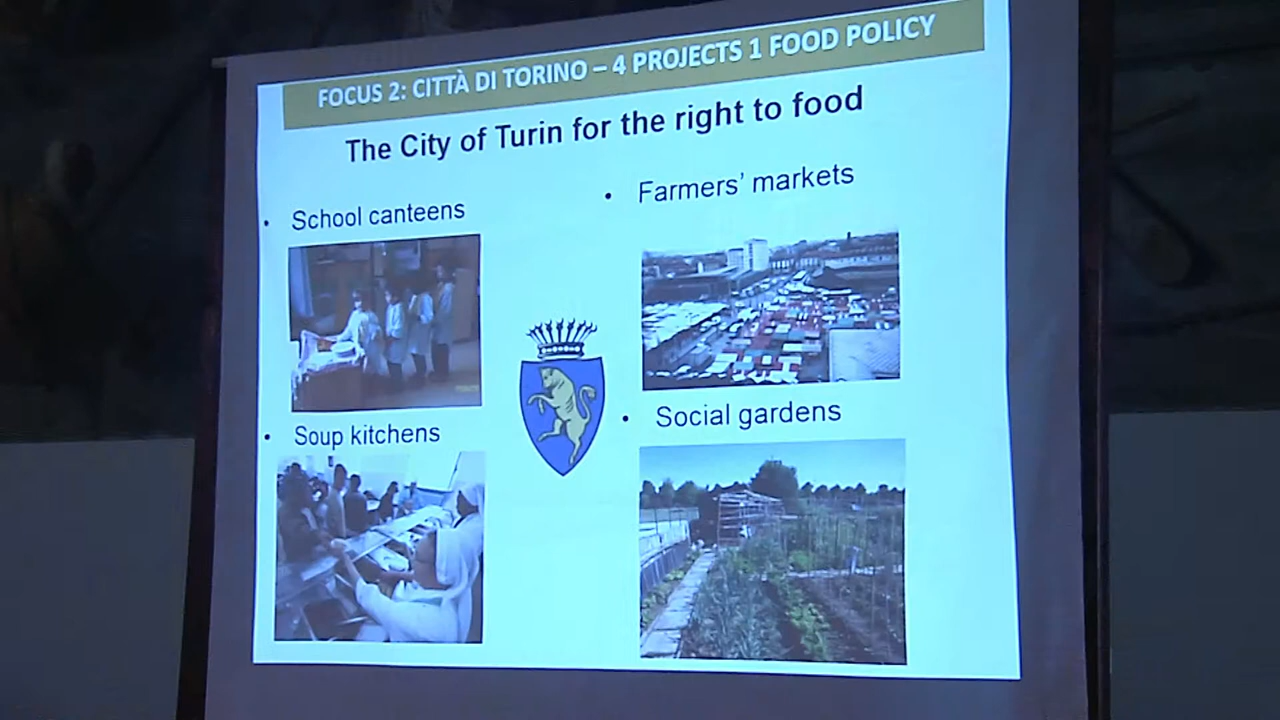 FOCUS 2: CITTÀ DI TORINO – 4 PROJECTS 1 FOOD POLICY
The City of Turin for the right to food
• School canteens
• Farmers’ markets
• Soup kitchens
• Social gardens